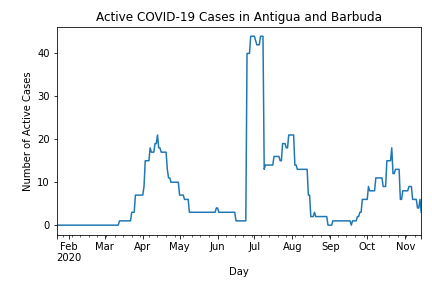 Active COVID-19 Cases in Antigua and Barbuda
Number of Active Cases
40
30
20
10
0
Feb Mar Apr May Jun Jul Aug Sep Oct Nov
2020
Day